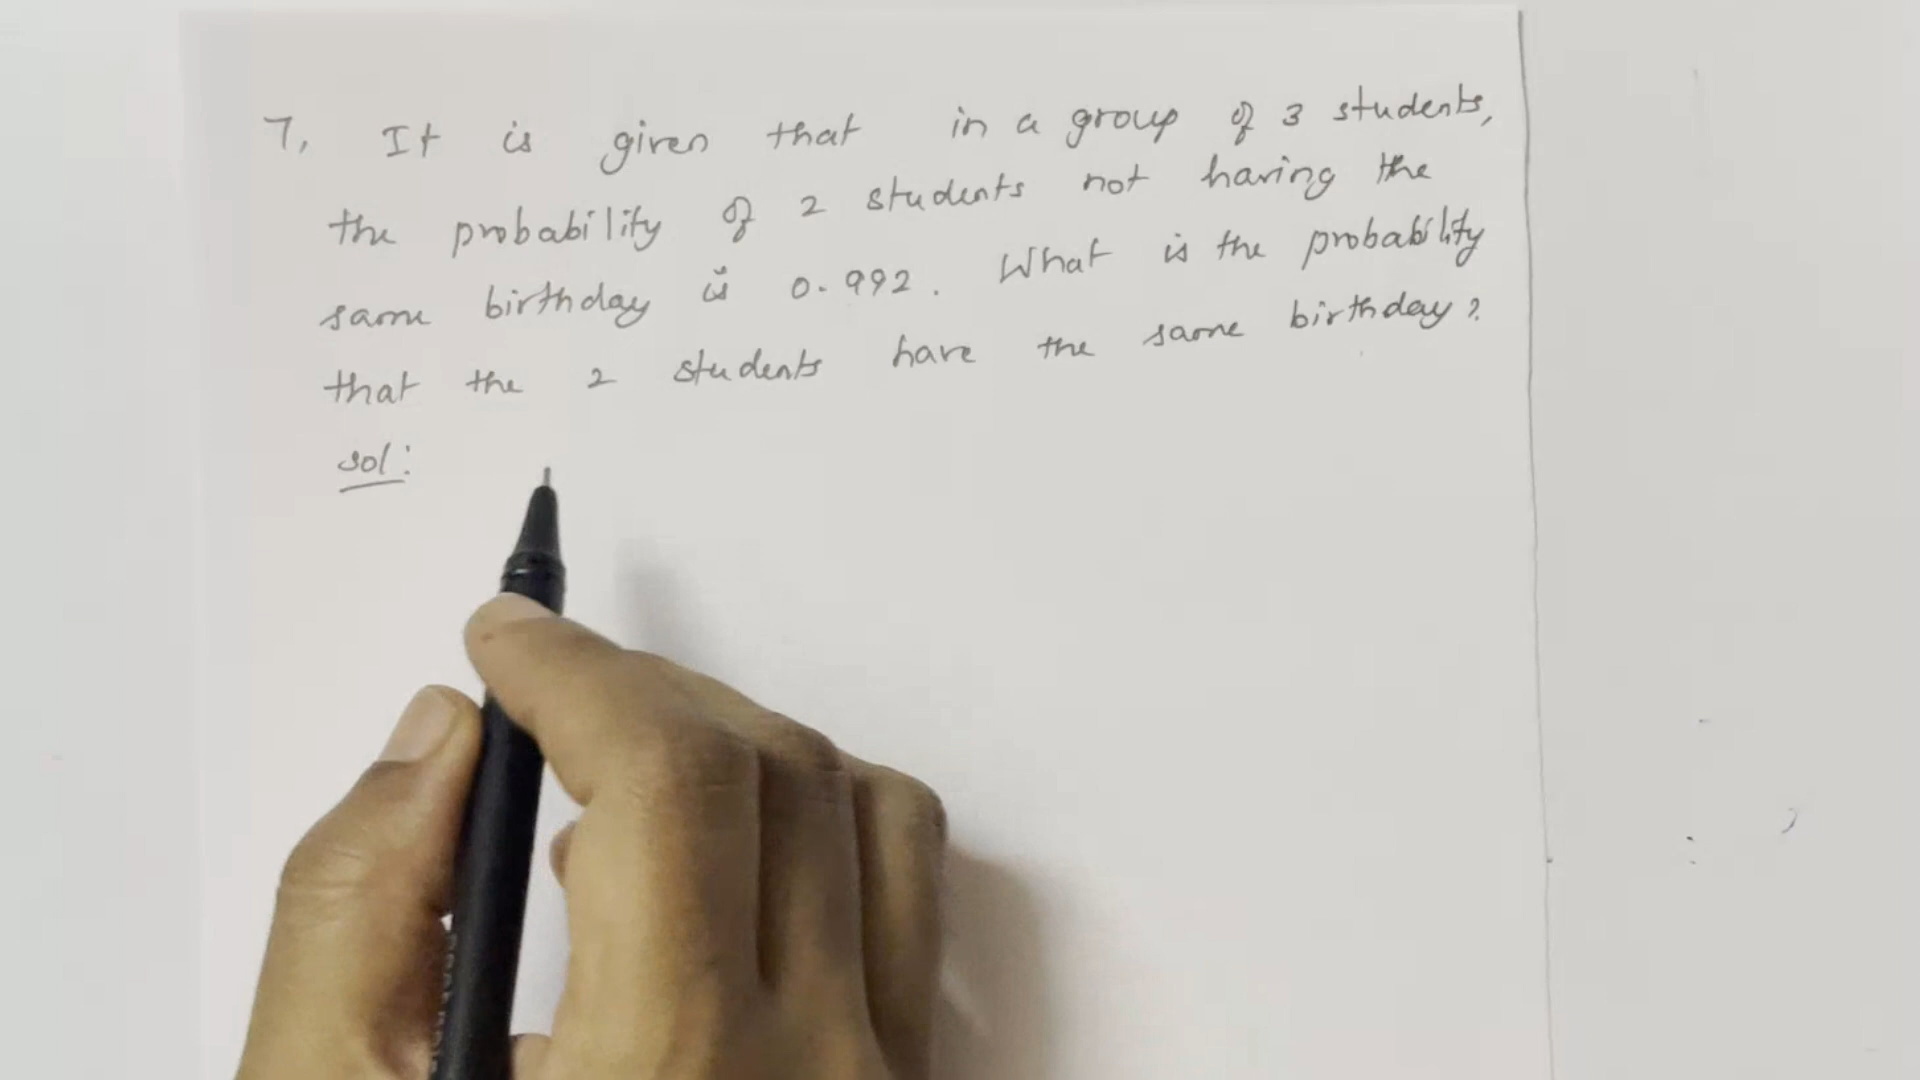 7, It is given that in a group of 3 students,
the probability of 2 students not having the
same birthday is 0.992. What is the probability
that the 2 students have the same birthday?
sol: